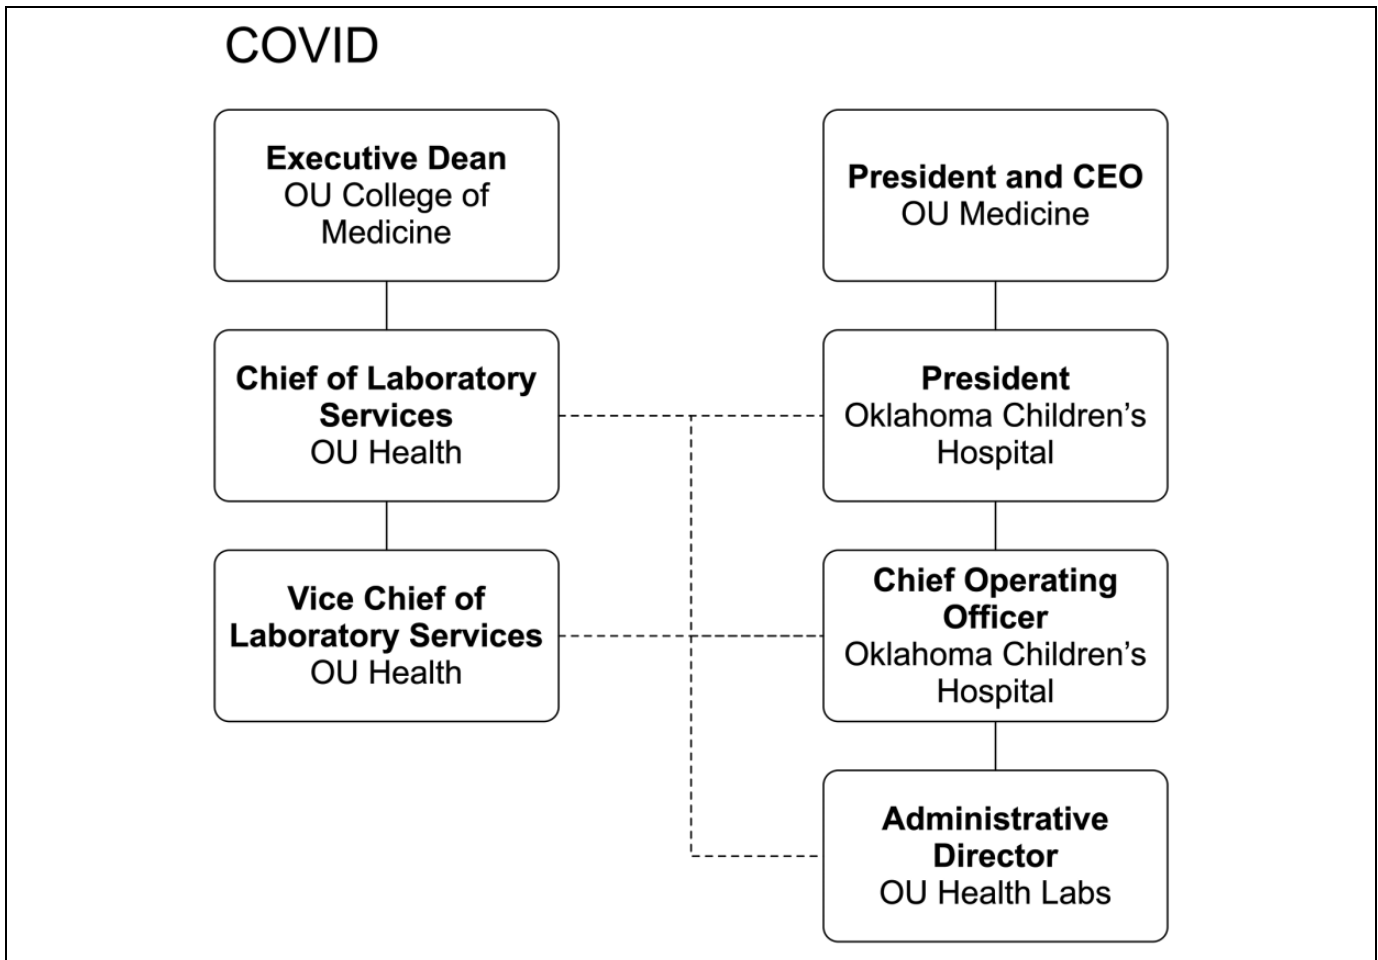 COVID
Executive Dean
OU College of
Medicine
President and CEO
OU Medicine
Chief of Laboratory
Services
OU Health
President
Oklahoma Children’s
Hospital
Vice Chief of
Laboratory Services
OU Health
Chief Operating
Officer
Oklahoma Children’s
Hospital
Administrative
Director
OU Health Labs